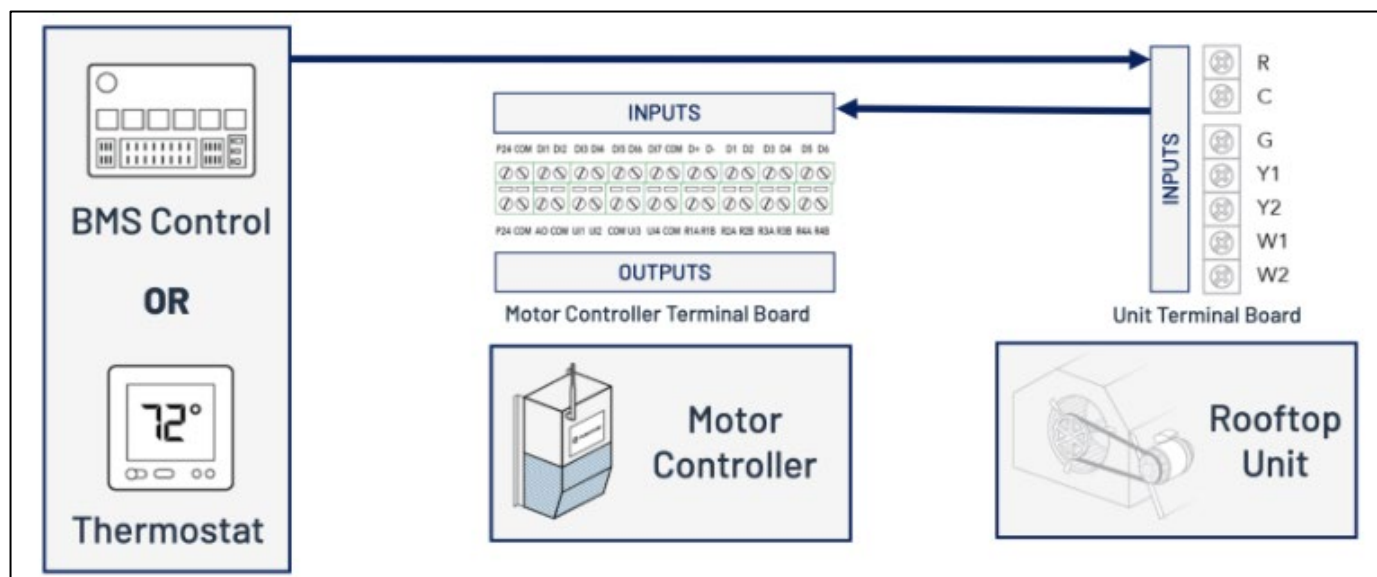 BMS Control
OR
72°
Thermostat
INPUTS
P24 COM DI1 DI2 DI3 DI4 DI5 DI6 DI7 COM D+ D- D1 D2 D3 D4 D5 D6
P24 COM AO COM UI1 UI2 COM UI3 UI4 COM R1A R1B R2A R2B R3A R3B R4A R4B
OUTPUTS
Motor Controller Terminal Board
Motor
Controller
INPUTS
R
C
G
Y1
Y2
W1
W2
Unit Terminal Board
Rooftop
Unit